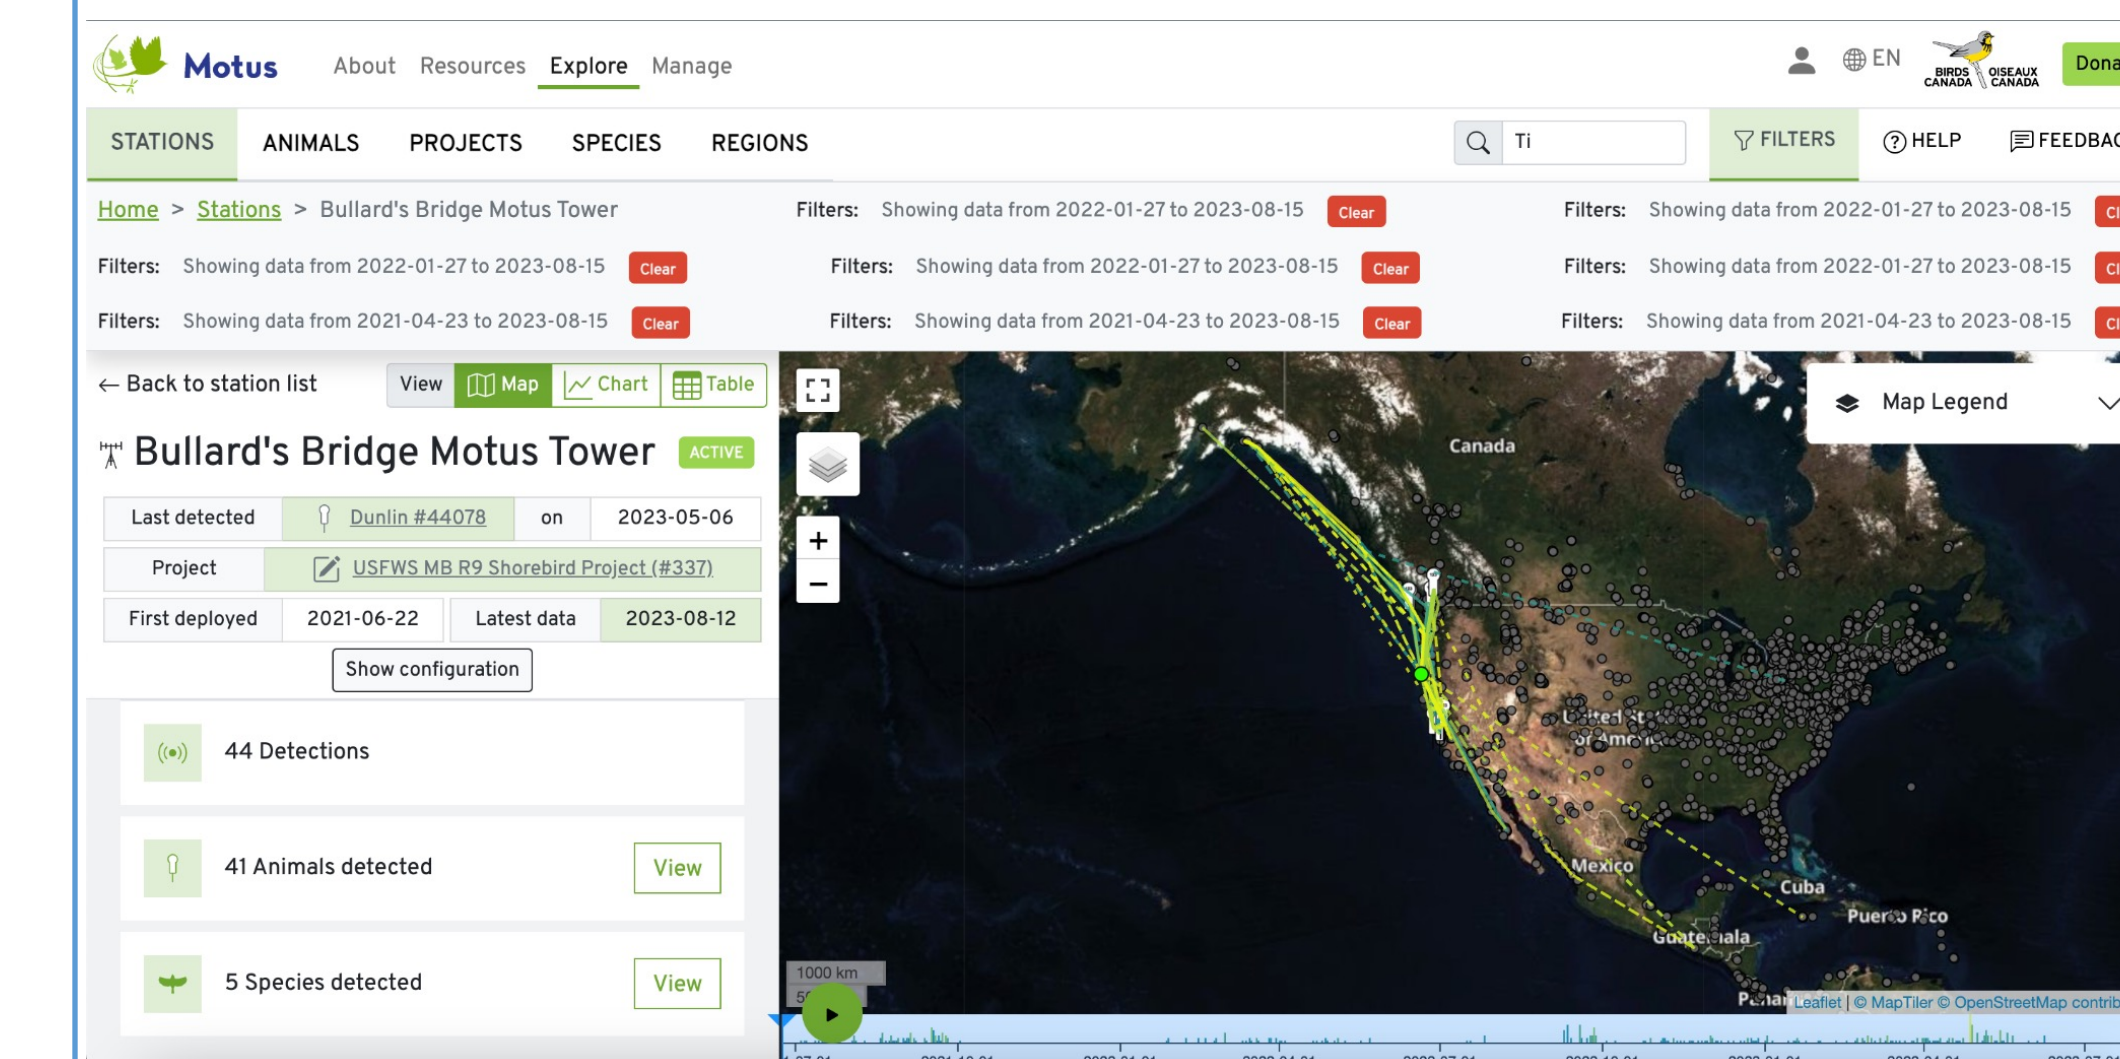 Motus About Resources Explore Manage EN BIRDS CANADA OISEAUX CANADA
STATIONS ANIMALS PROJECTS SPECIES REGIONS Ti FILTERS HELP
Home > Stations > Bullard's Bridge Motus Tower Filters: Showing data from 2022-01-27 to 2023-08-15 Clear Filters: Showing data from 2022-01-27 to 2023-08-15
Filters: Showing data from 2022-01-27 to 2023-08-15 Clear Filters: Showing data from 2022-01-27 to 2023-08-15 Clear Filters: Showing data from 2022-01-27 to 2023-08-15
Filters: Showing data from 2021-04-23 to 2023-08-15 Clear Filters: Showing data from 2021-04-23 to 2023-08-15 Clear Filters: Showing data from 2021-04-23 to 2023-08-15
← Back to station list View Map Chart Table
Map Legend
Bullard's Bridge Motus Tower ACTIVE
Canada
Last detected Dunlin #44078 on 2023-05-06
Project USFWS MB R9 Shorebird Project (#337)
+
−
First deployed 2021-06-22 Latest data 2023-08-12
Show configuration
44 Detections
41 Animals detected View
Mexico
Cuba
Puerto Rico
Guatemala
5 Species detected View
1000 km
Leaflet | © MapTiler © OpenStreetMap